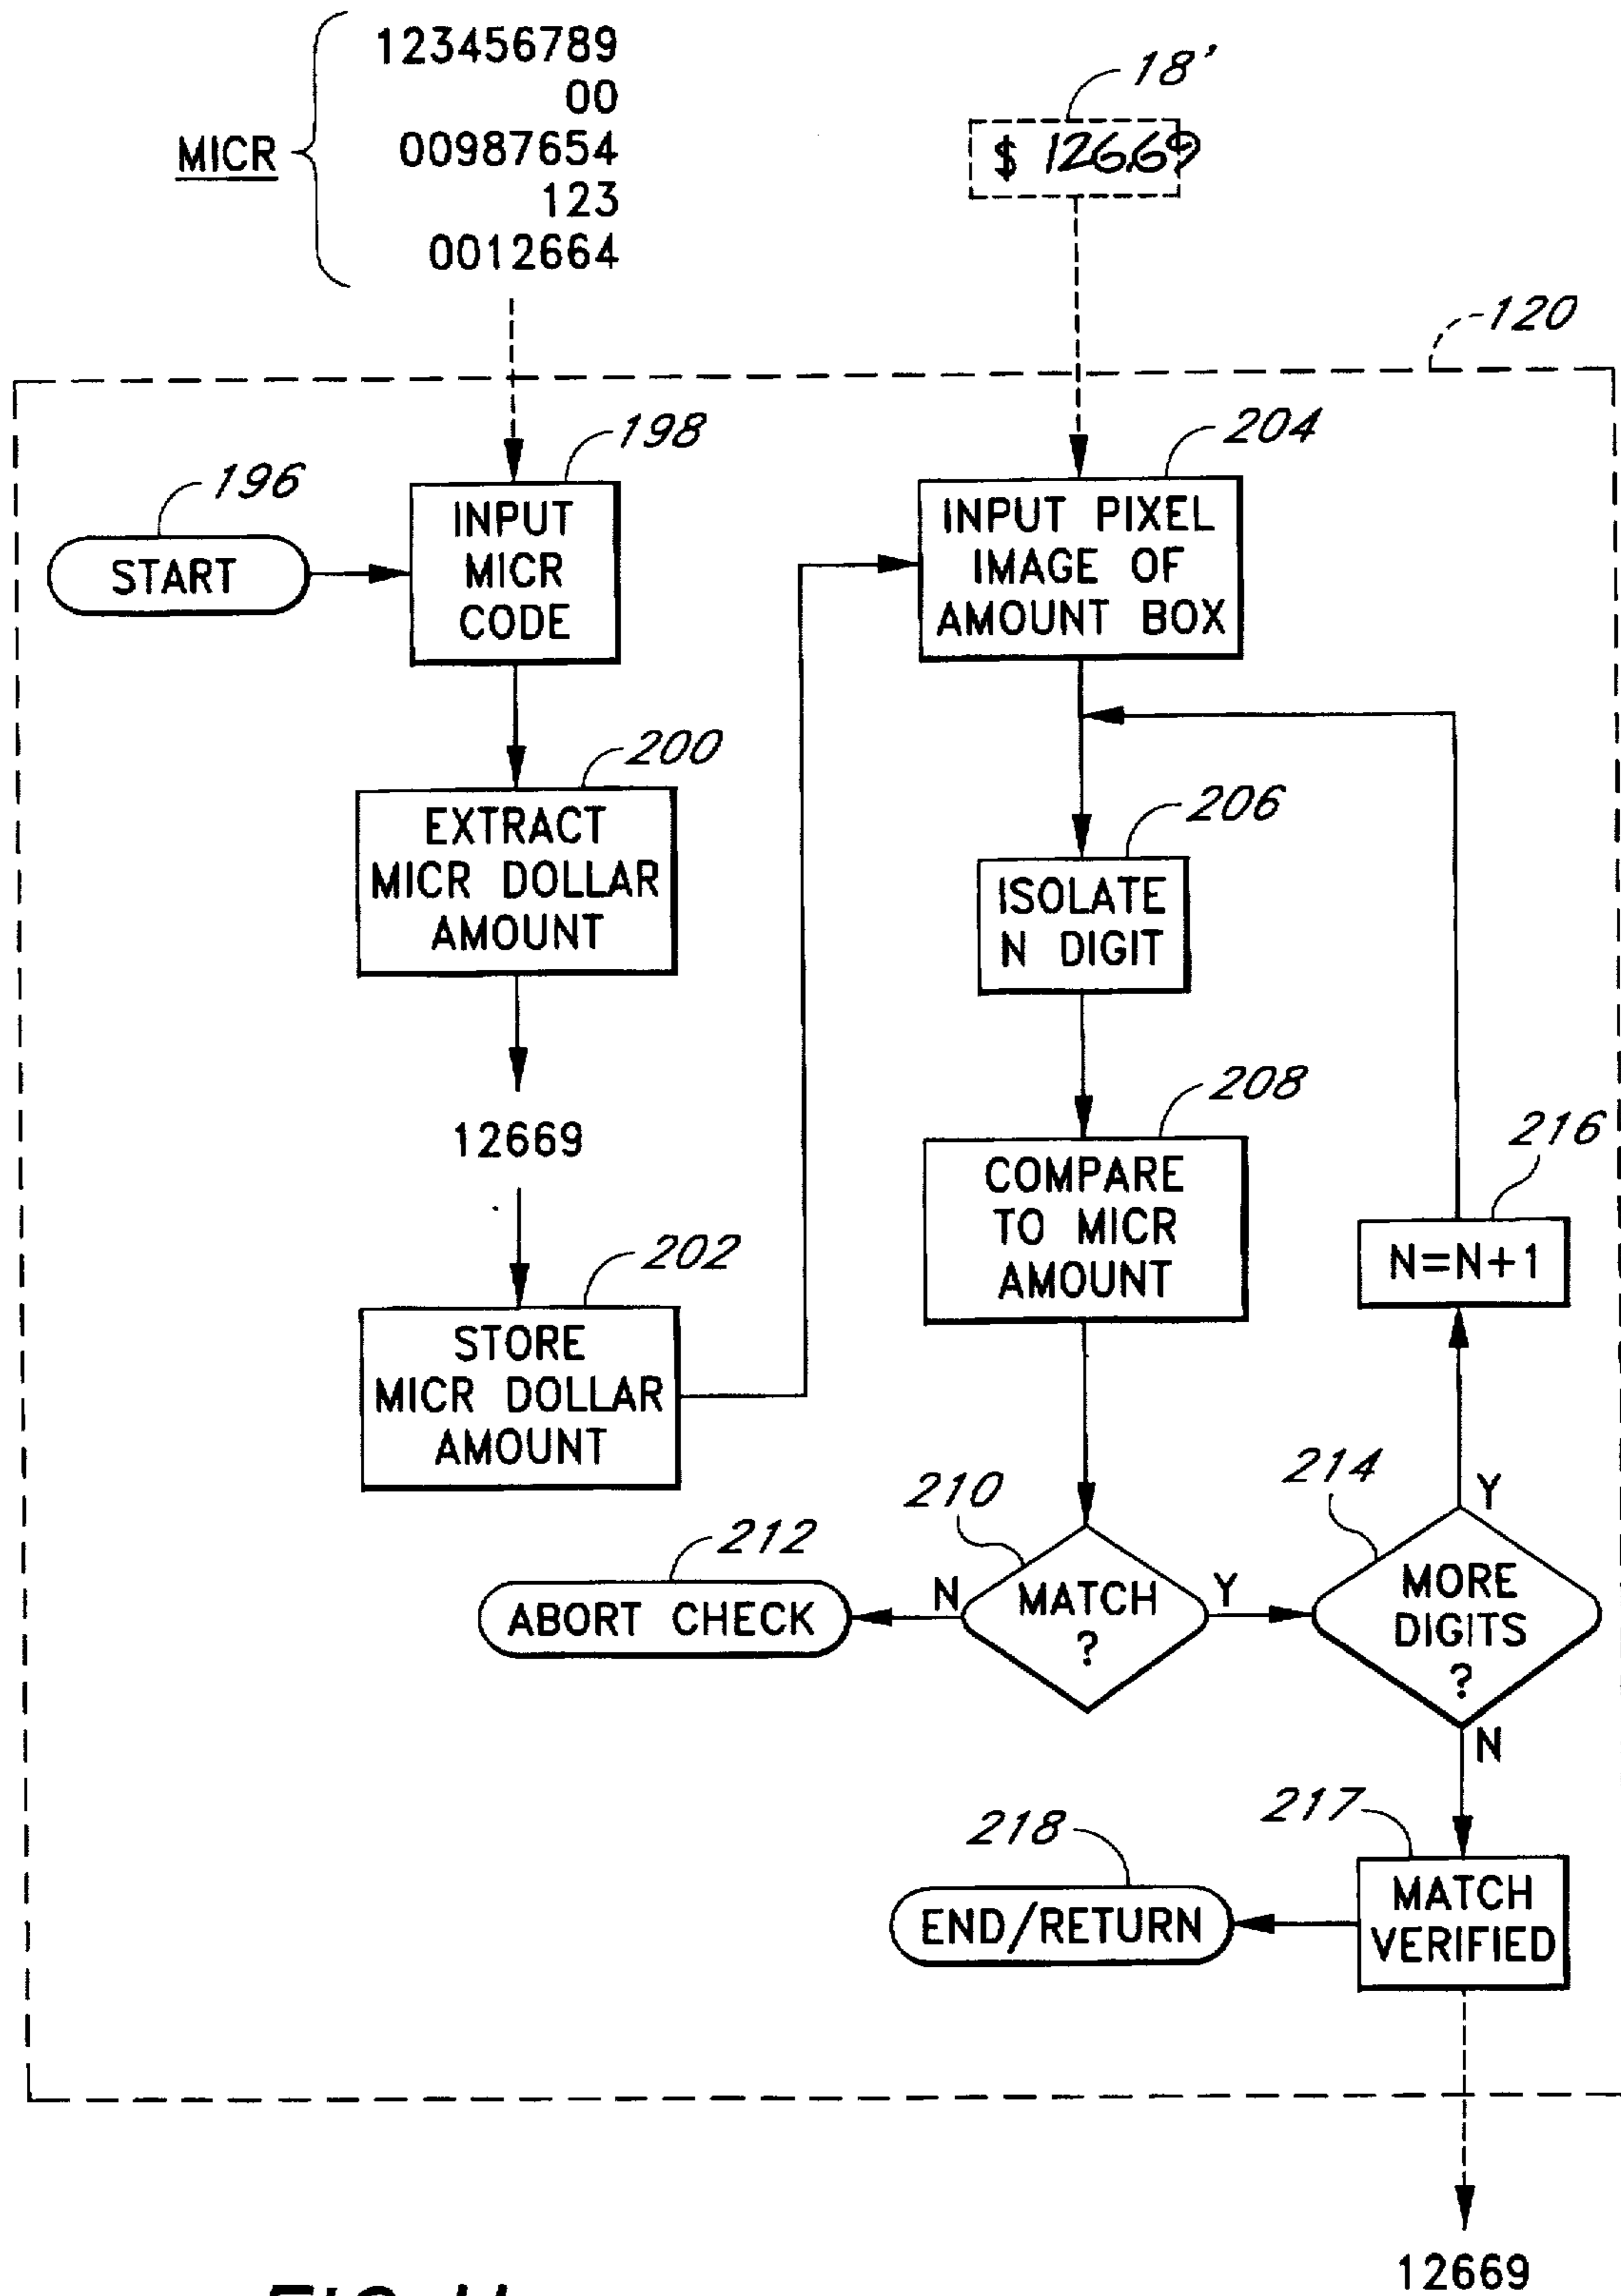 MICR
123456789
00
00987654
123
0012664
18'
$ 126.69
120
196
START
198
INPUT
MICR
CODE
200
EXTRACT
MICR DOLLAR
AMOUNT
12669
202
STORE
MICR DOLLAR
AMOUNT
204
INPUT PIXEL
IMAGE OF
AMOUNT BOX
206
ISOLATE
N DIGIT
208
COMPARE
TO MICR
AMOUNT
216
N=N+1
210
MATCH
?
N
Y
212
ABORT CHECK
214
MORE
DIGITS
?
Y
N
217
MATCH
VERIFIED
218
END/RETURN
12669